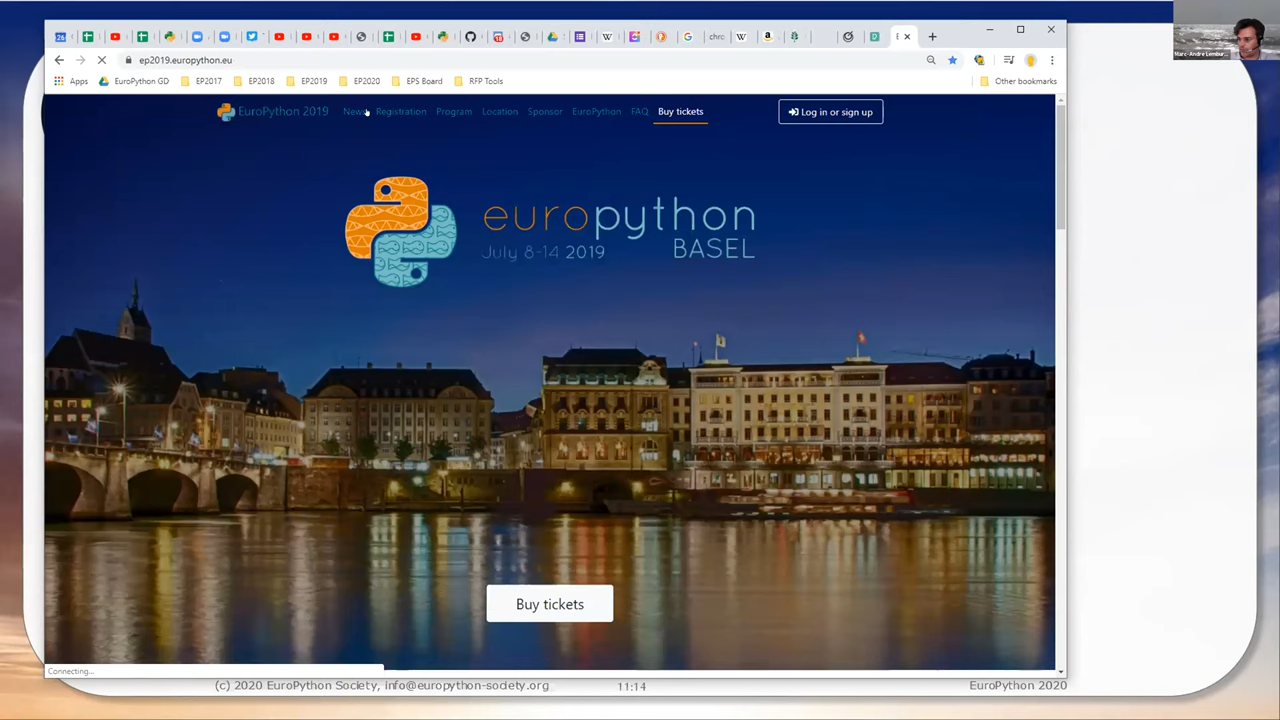 ep2019.europython.eu
Apps EuroPython GD EP2017 EP2018 EP2019 EP2020 EPS Board RFP Tools Other bookmarks
EuroPython 2019 News Registration Program Location Sponsor EuroPython FAQ Buy tickets Log in or sign up
europython
July 8-14 2019 BASEL
Buy tickets
Connecting...
(c) 2020 EuroPython Society, info@europython-society.org 11:14 EuroPython 2020